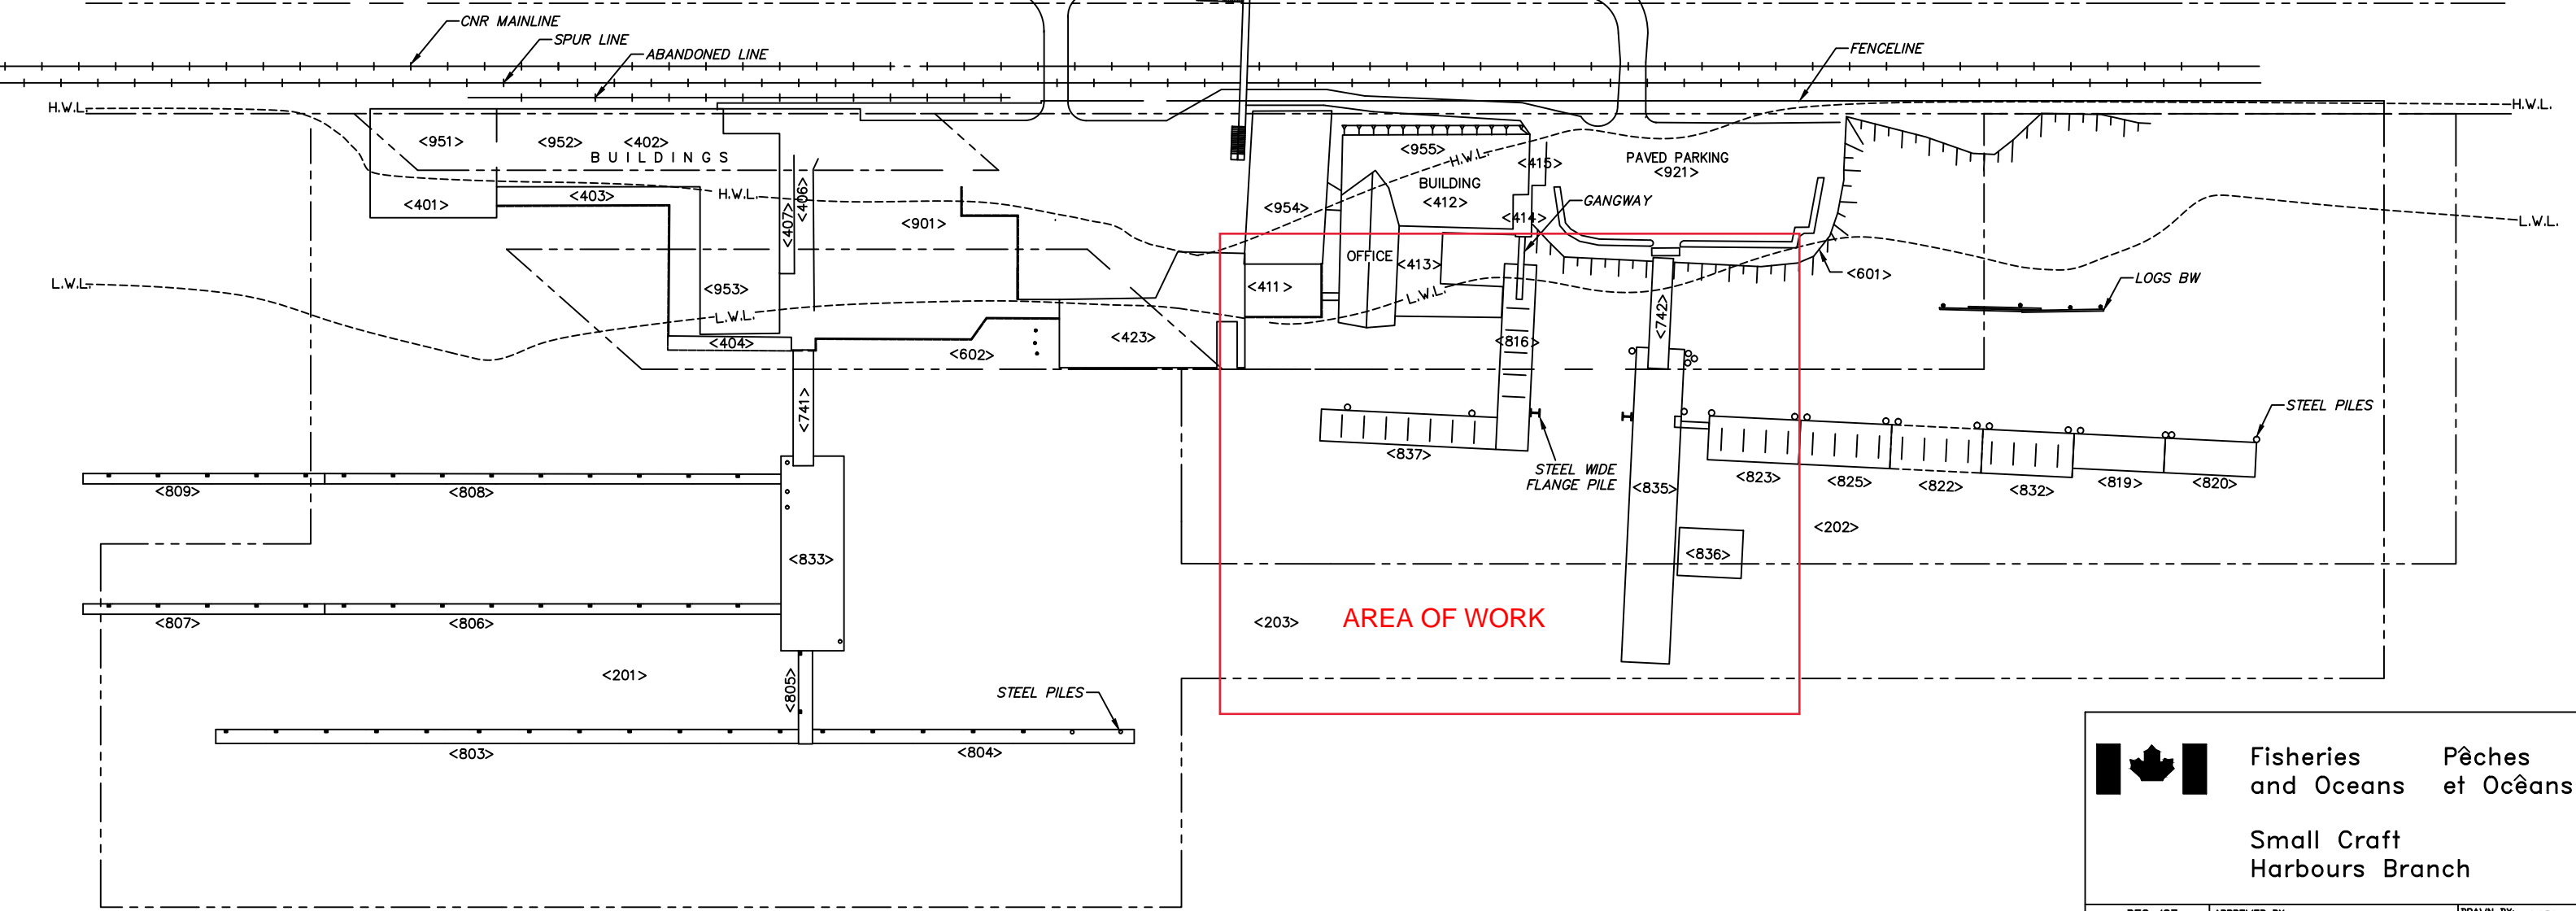 CNR MAINLINE
SPUR LINE
ABANDONED LINE
FENCELINE
H.W.L.
H.W.L.
<951>
<952>
<402>
BUILDINGS
<955>
H.W.L.
<415>
PAVED PARKING
<921>
BUILDING
<412>
<401>
<403>
H.W.L.
<407>
<406>
<901>
<954>
<414>
GANGWAY
L.W.L.
L.W.L.
<953>
L.W.L.
<404>
<602>
<423>
<411>
OFFICE
<413>
L.W.L.
<816>
<742>
<601>
LOGS BW
<741>
STEEL PILES
<837>
STEEL WIDE
FLANGE PILE
<835>
<823>
<825>
<822>
<832>
<819>
<820>
<809>
<808>
<202>
<833>
<836>
<807>
<806>
<203>
AREA OF WORK
<201>
<805>
STEEL PILES
<803>
<804>
Fisheries
and Oceans
Pêches
et Ocêans
Small Craft
Harbours Branch